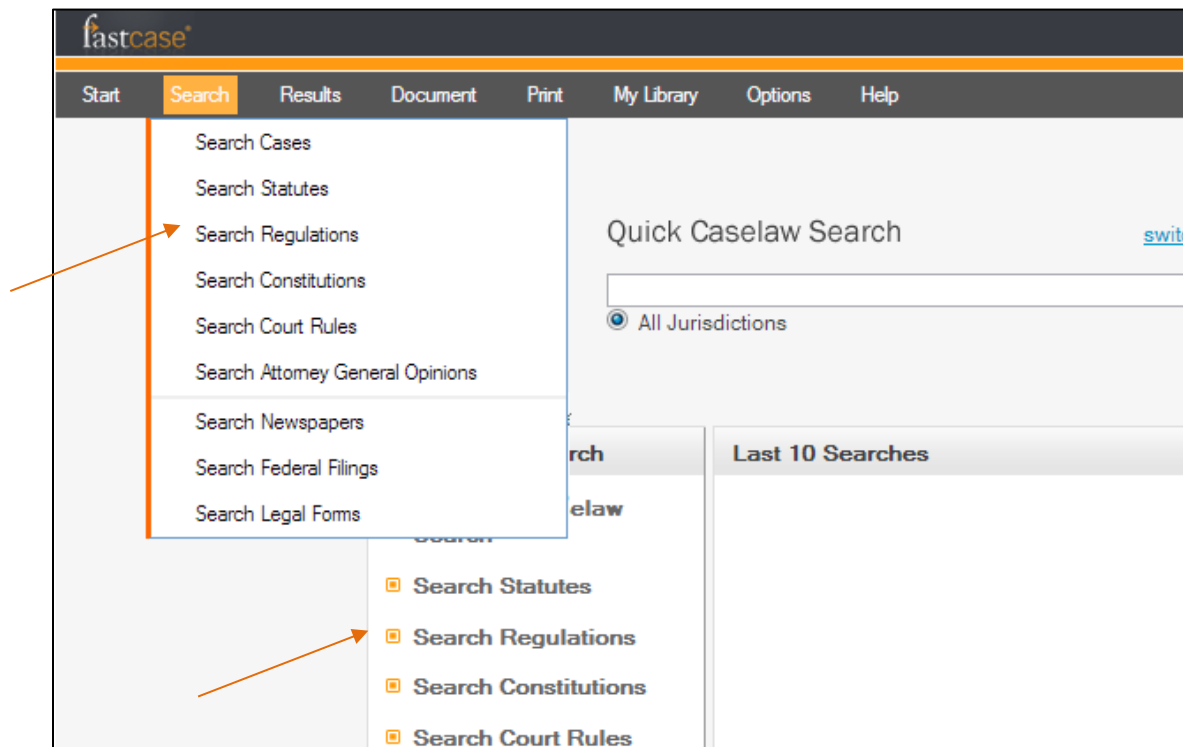 fastcase®
Start Search Results Document Print My Library Options Help
Search Cases
Search Statutes
Search Regulations
Search Constitutions
Search Court Rules
Search Attorney General Opinions
Search Newspapers
Search Federal Filings
Search Legal Forms
Quick Caselaw Search
All Jurisdictions
Last 10 Searches
Search Statutes
Search Regulations
Search Constitutions
Search Court Rules